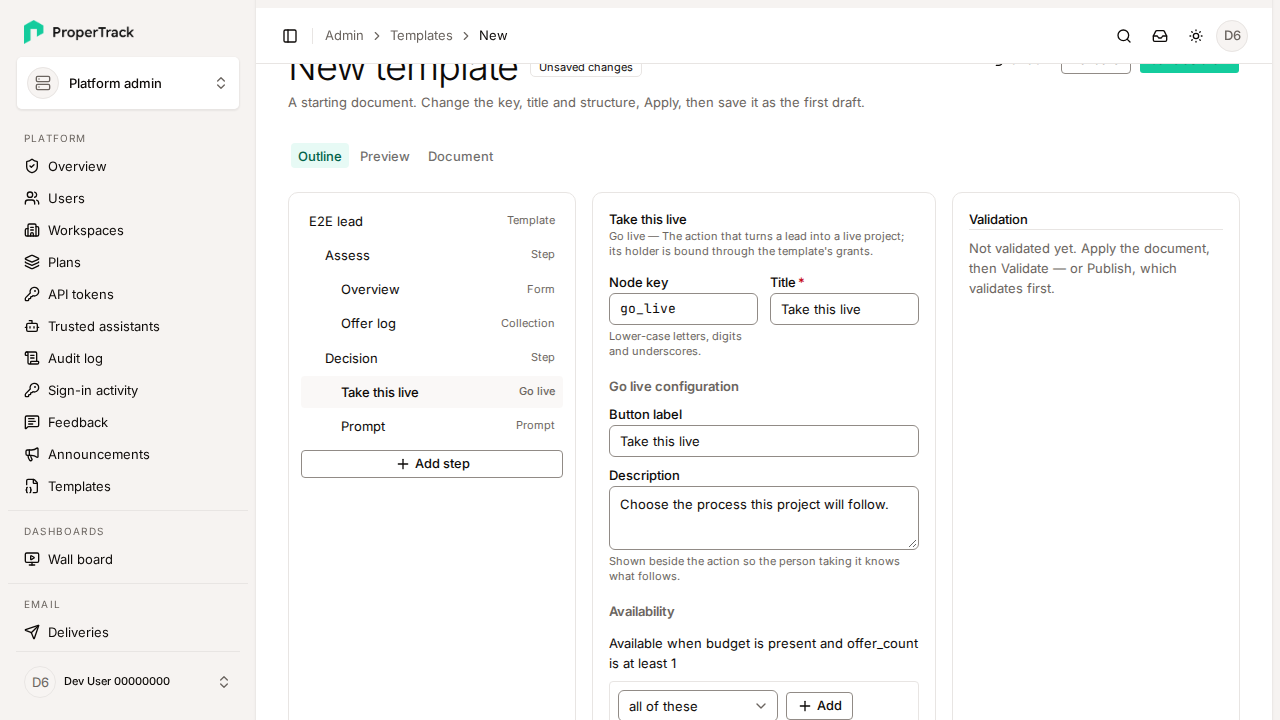 ProperTrack
Platform admin
PLATFORM
Overview
Users
Workspaces
Plans
API tokens
Trusted assistants
Audit log
Sign-in activity
Feedback
Announcements
Templates
DASHBOARDS
Wall board
EMAIL
Deliveries
D6 Dev User 00000000
Admin > Templates > New
D6
New template Unsaved changes
A starting document. Change the key, title and structure, Apply, then save it as the first draft.
Outline Preview Document
E2E lead Template
Assess Step
Overview Form
Offer log Collection
Decision Step
Take this live Go live
Prompt Prompt
+ Add step
Take this live
Go live — The action that turns a lead into a live project;
its holder is bound through the template's grants.
Node key Title *
go_live Take this live
Lower-case letters, digits
and underscores.
Go live configuration
Button label
Take this live
Description
Choose the process this project will follow.
Shown beside the action so the person taking it knows
what follows.
Availability
Available when budget is present and offer_count
is at least 1
all of these + Add
Validation
Not validated yet. Apply the document,
then Validate — or Publish, which
validates first.